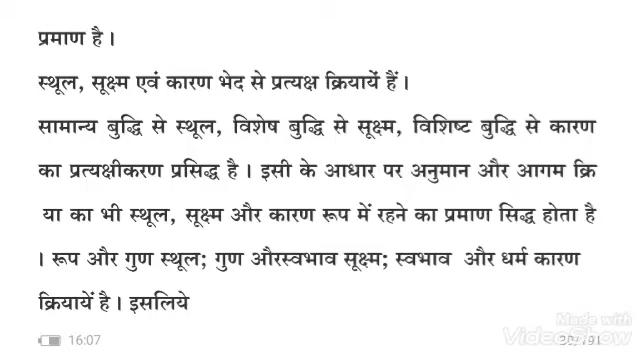 प्रमाण है ।
स्थूल, सूक्ष्म एवं कारण भेद से प्रत्यक्ष क्रियायें हैं ।
सामान्य बुद्धि से स्थूल, विशेष बुद्धि से सूक्ष्म, विशिष्ट बुद्धि से कारण
का प्रत्यक्षीकरण प्रसिद्ध है । इसी के आधार पर अनुमान और आगम क्रि
या का भी स्थूल, सूक्ष्म और कारण रूप में रहने का प्रमाण सिद्ध होता है
। रूप और गुण स्थूल; गुण औरस्वभाव सूक्ष्म; स्वभाव और धर्म कारण
क्रियायें है । इसलिये
Made with
VideoShow
16:07